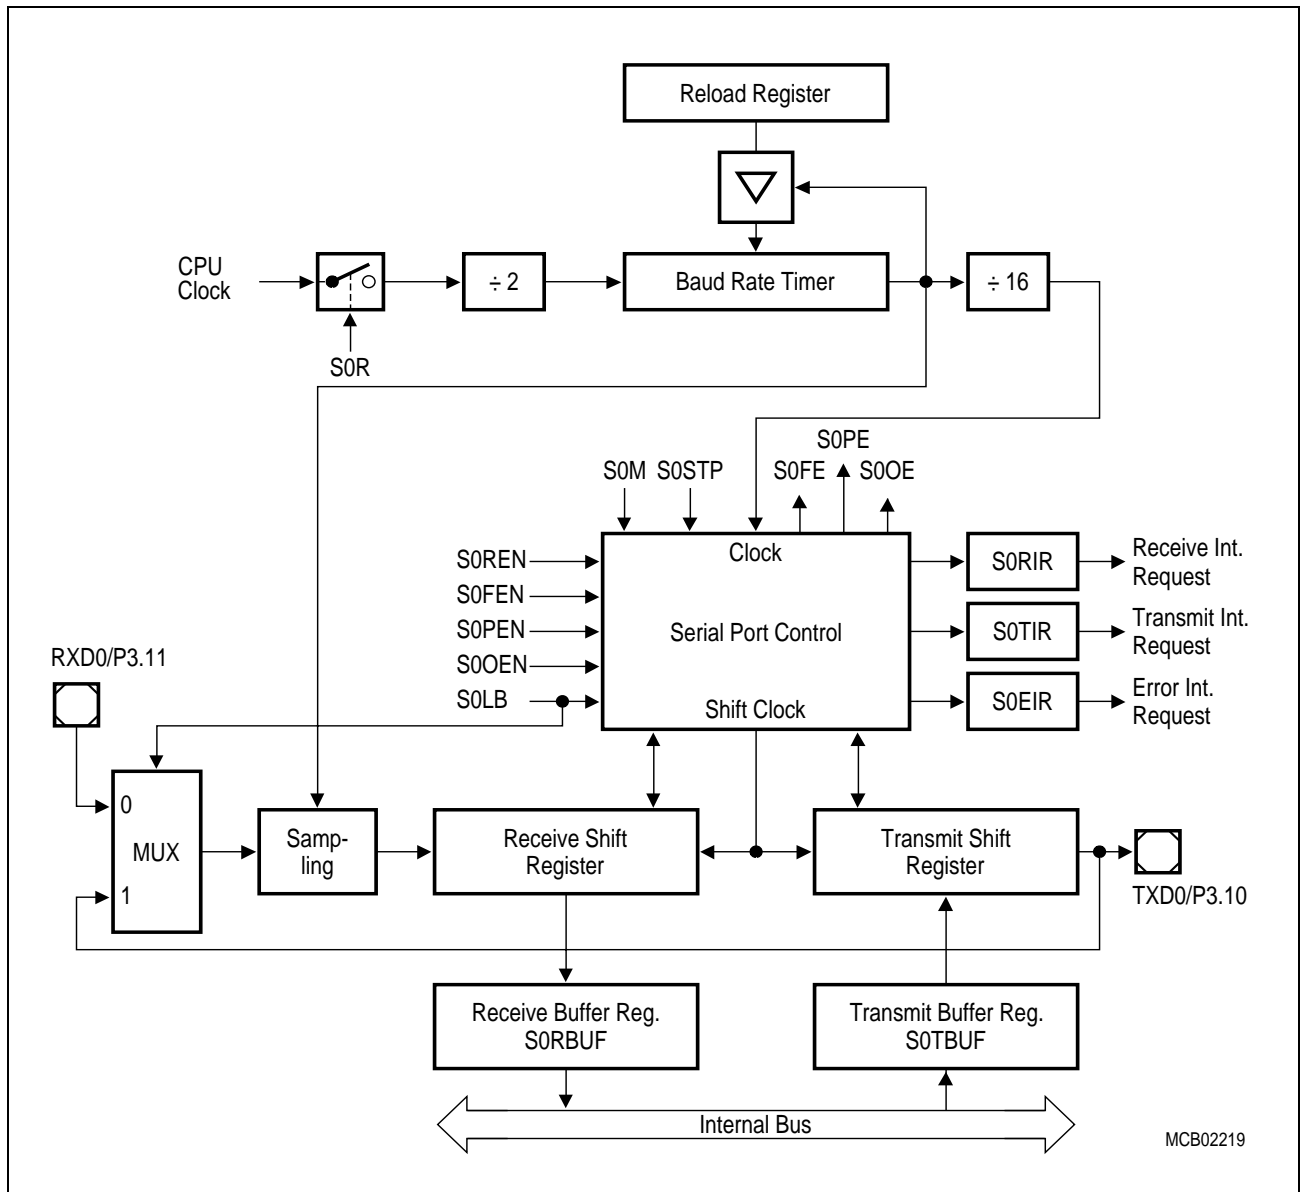 Reload Register
CPU
Clock
÷ 2
Baud Rate Timer
÷ 16
S0R
S0PE
S0M
S0STP
S0FE
S0OE
Clock
S0REN
S0FEN
S0PEN
S0OEN
S0LB
Serial Port Control
Shift Clock
S0RIR
Receive Int.
Request
S0TIR
Transmit Int.
Request
S0EIR
Error Int.
Request
RXD0/P3.11
0
MUX
1
Samp-
ling
Receive Shift
Register
Transmit Shift
Register
TXD0/P3.10
Receive Buffer Reg.
S0RBUF
Transmit Buffer Reg.
S0TBUF
Internal Bus
MCB02219